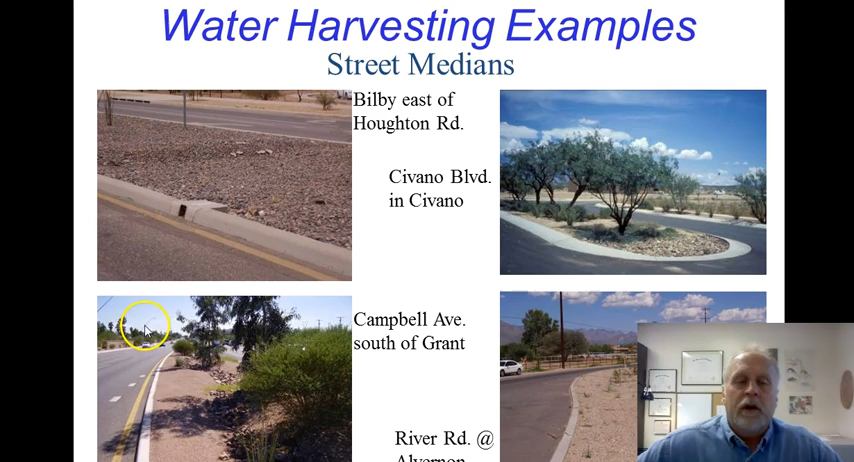 Water Harvesting Examples
Street Medians
Bilby east of
Houghton Rd.
Civano Blvd.
in Civano
Campbell Ave.
south of Grant
River Rd. @
Alvernon